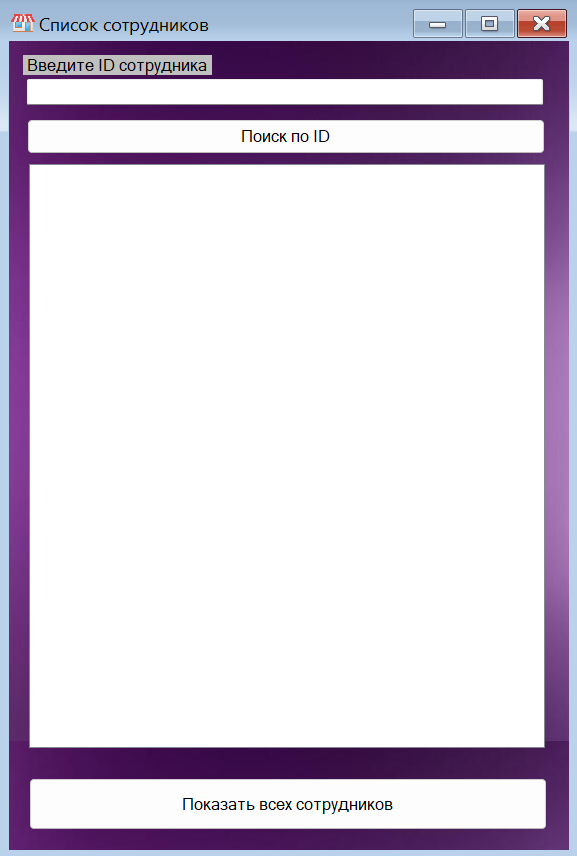 Список сотрудников
Введите ID сотрудника
Поиск по ID
Показать всех сотрудников